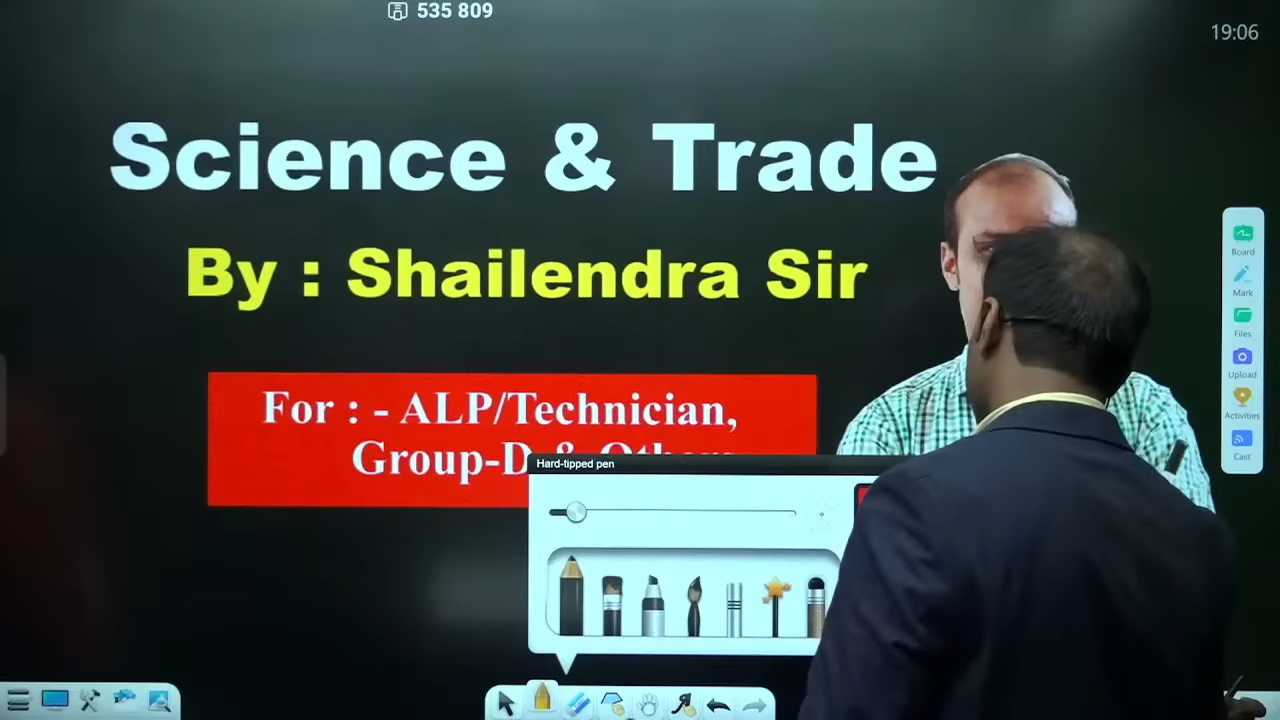 535 809
19:06
Science & Trade
By : Shailendra Sir
For : - ALP/Technician,
Group-D & Others
Hard-tipped pen
Board
Mark
Files
Upload
Activities
Cast